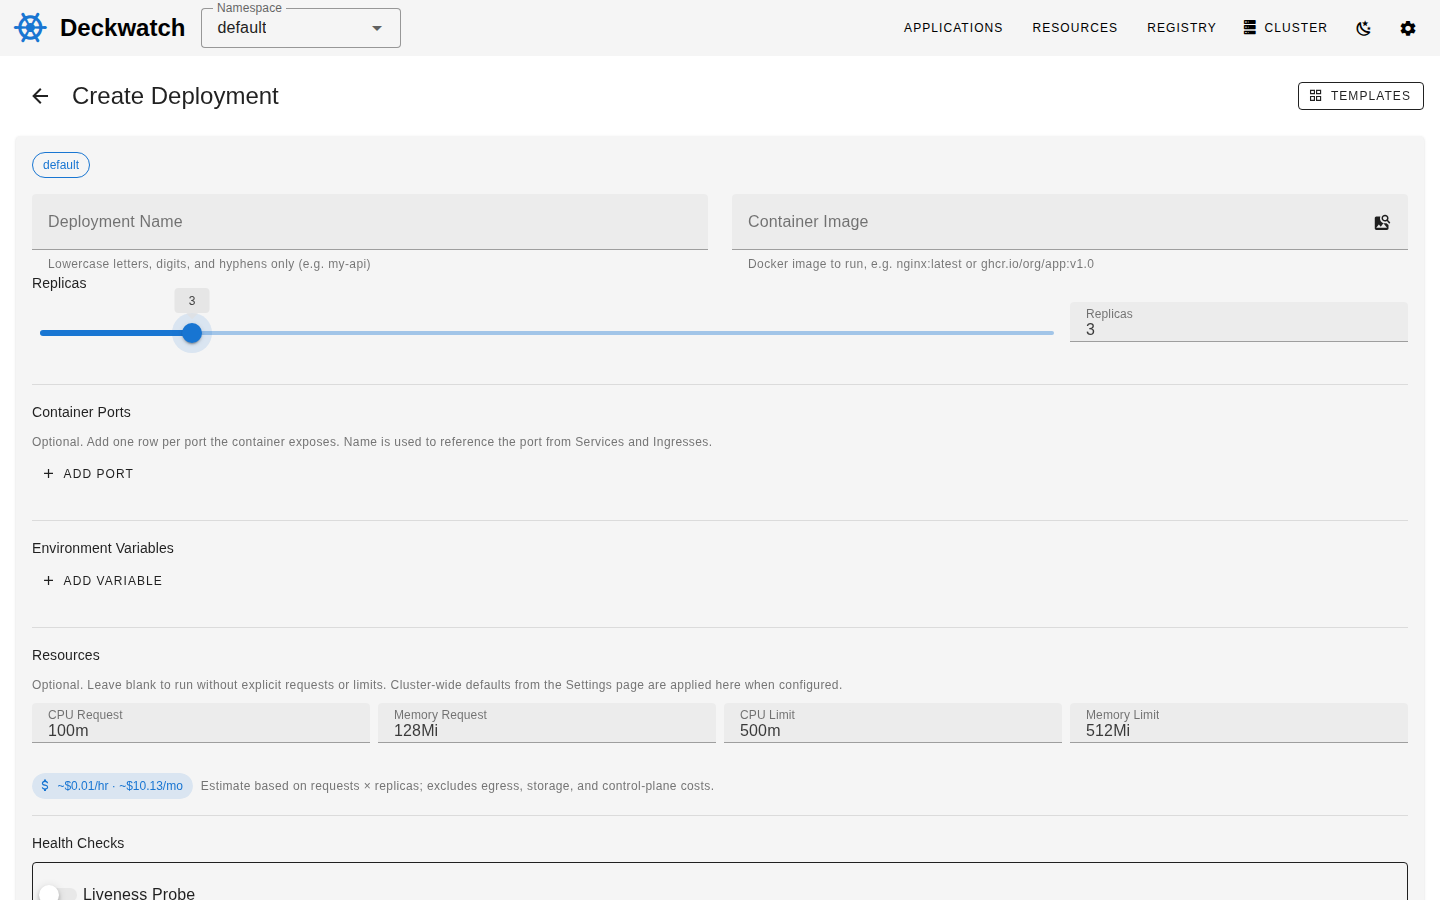 Deckwatch
Namespace
default
APPLICATIONS
RESOURCES
REGISTRY
CLUSTER
Create Deployment
TEMPLATES
default
Deployment Name
Container Image
Lowercase letters, digits, and hyphens only (e.g. my-api)
Docker image to run, e.g. nginx:latest or ghcr.io/org/app:v1.0
Replicas
3
Replicas
3
Container Ports
Optional. Add one row per port the container exposes. Name is used to reference the port from Services and Ingresses.
ADD PORT
Environment Variables
ADD VARIABLE
Resources
Optional. Leave blank to run without explicit requests or limits. Cluster-wide defaults from the Settings page are applied here when configured.
CPU Request
100m
Memory Request
128Mi
CPU Limit
500m
Memory Limit
512Mi
~$0.01/hr · ~$10.13/mo
Estimate based on requests × replicas; excludes egress, storage, and control-plane costs.
Health Checks
Liveness Probe